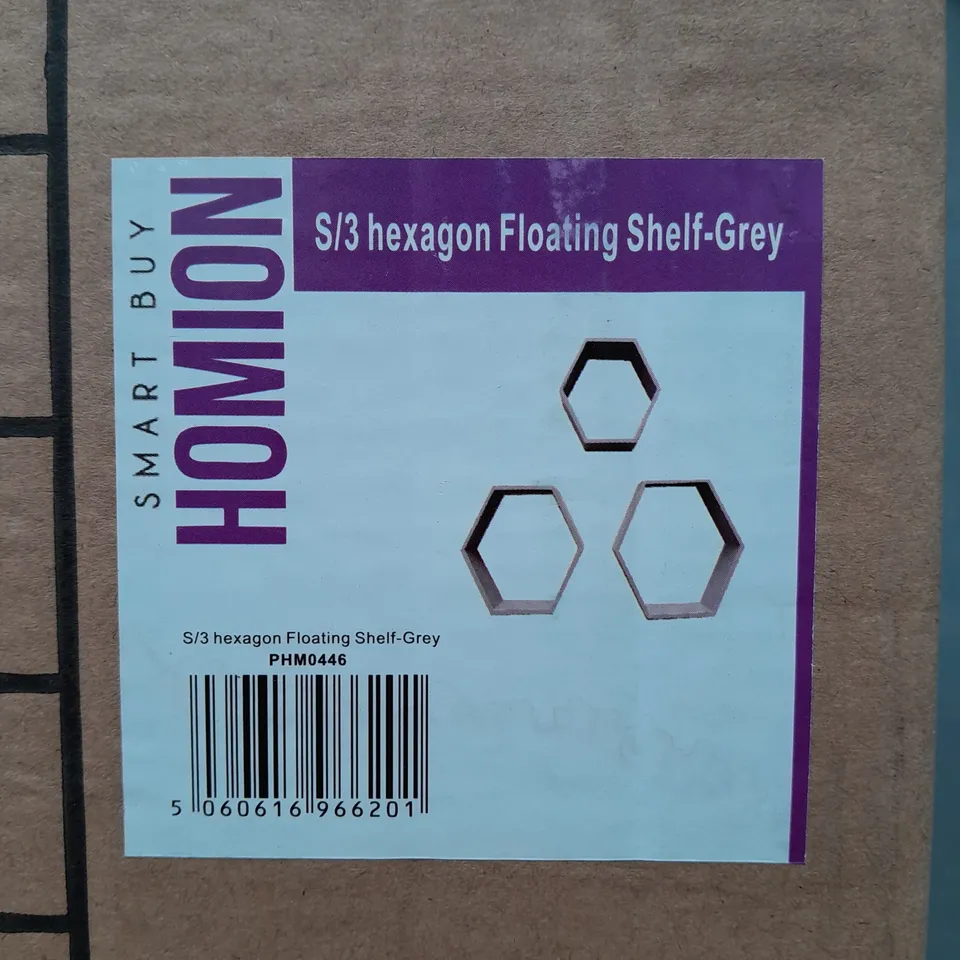 SMART BUY
HOMION
S/3 hexagon Floating Shelf-Grey
S/3 hexagon Floating Shelf-Grey
PHM0446
5 060616 966201